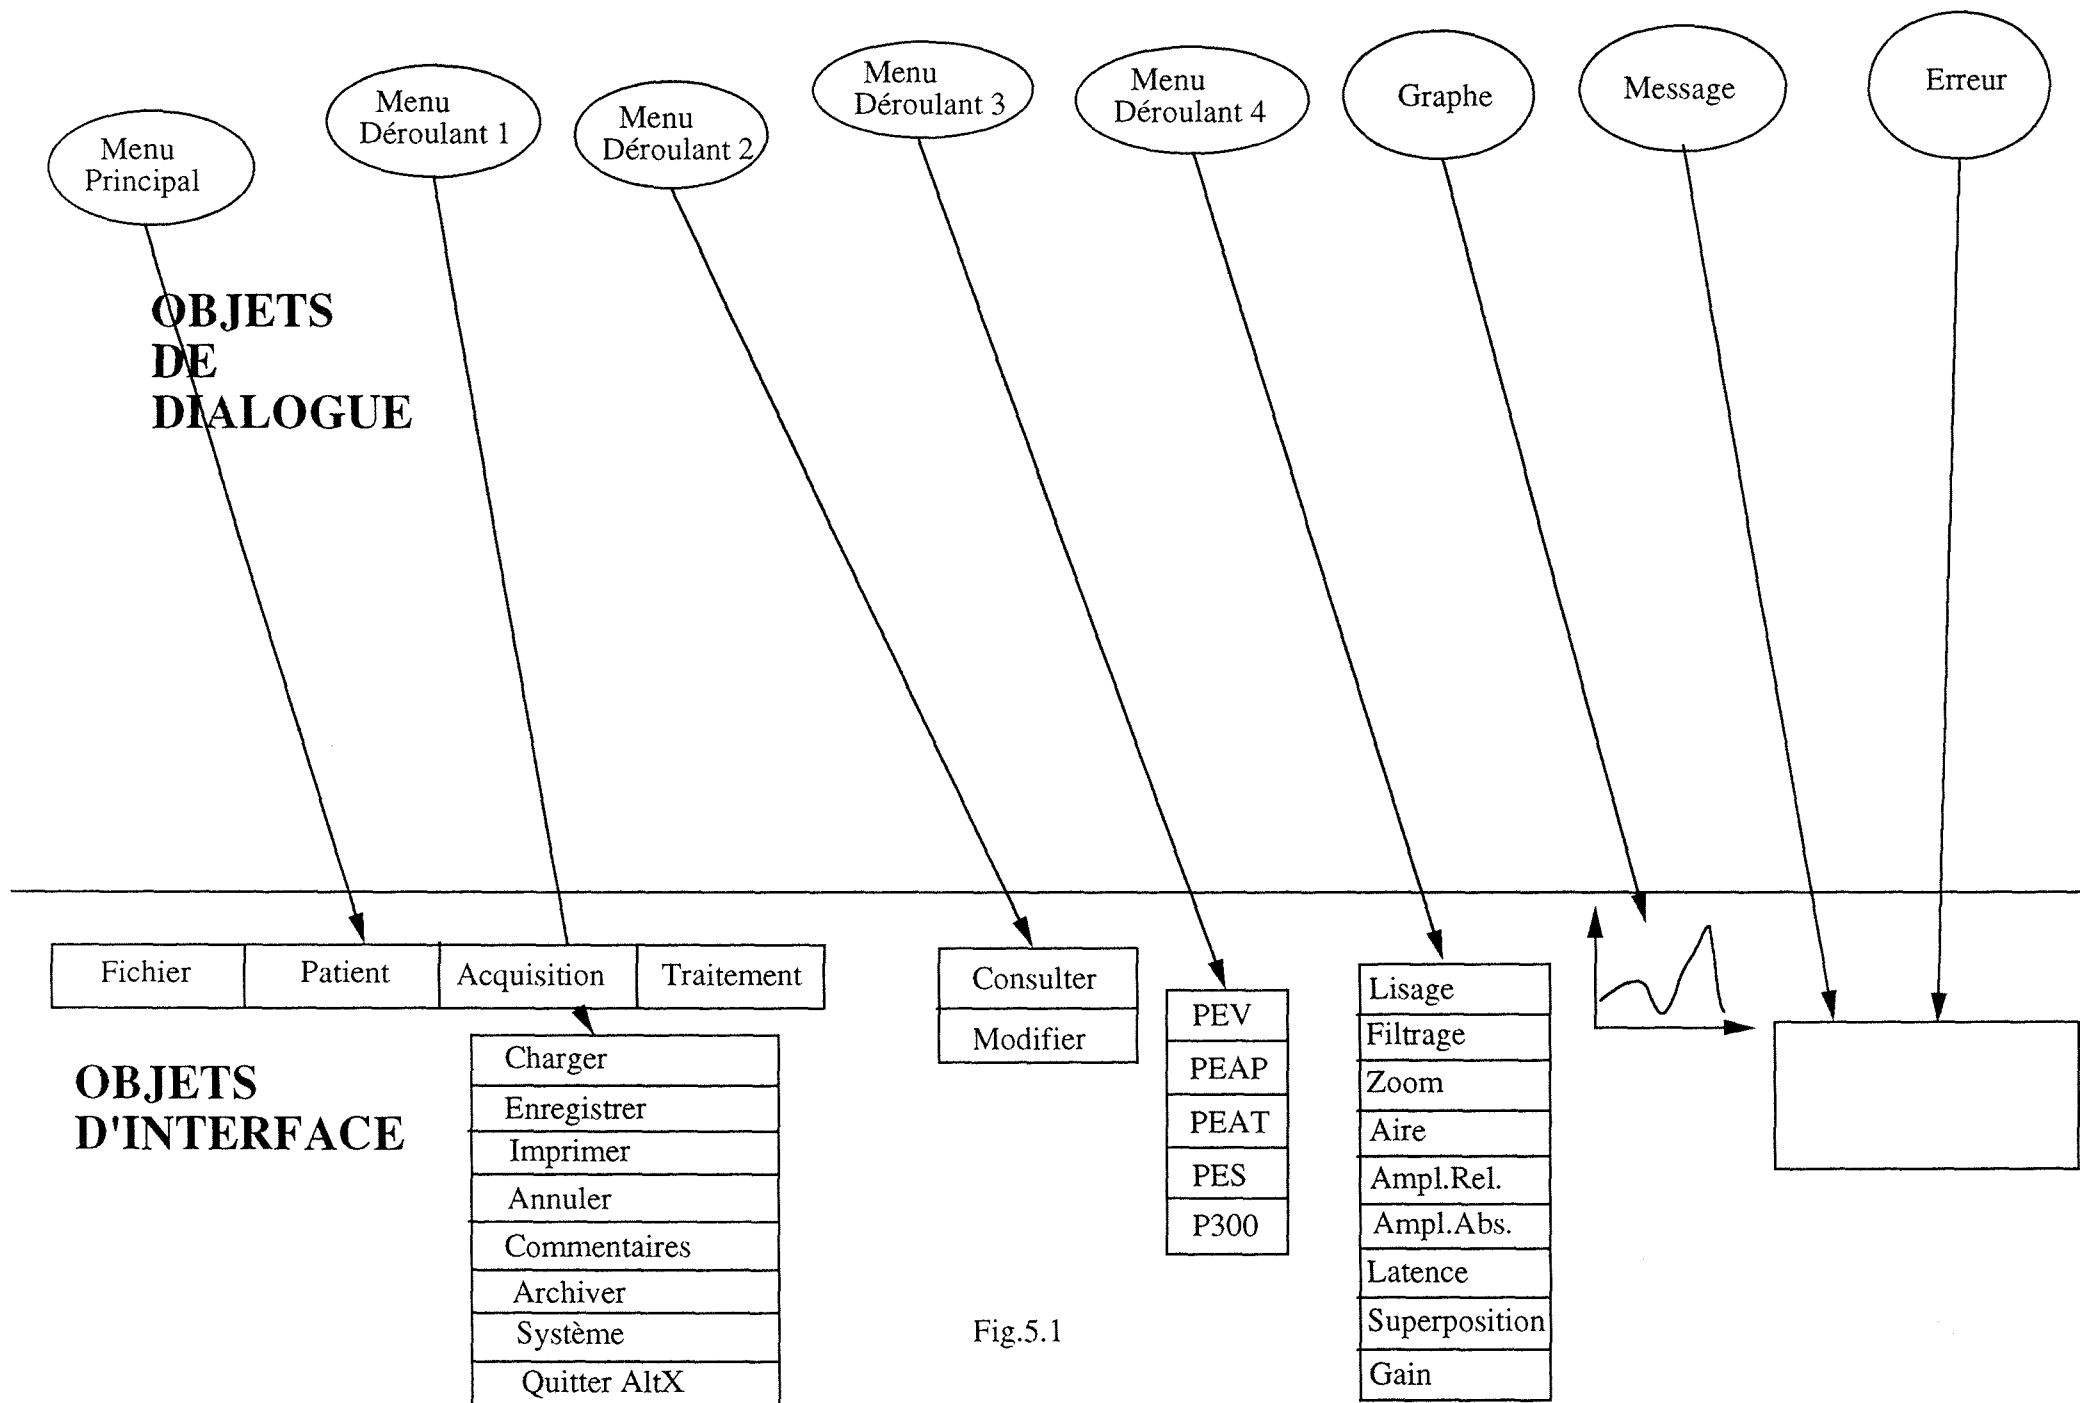 Menu
Principal
Menu
Déroulant 1
Menu
Déroulant 2
Menu
Déroulant 3
Menu
Déroulant 4
Graphe
Message
Erreur
OBJETS
DE
DIALOGUE
Fichier
Patient
Acquisition
Traitement
OBJETS
D'INTERFACE
Charger
Enregistrer
Imprimer
Annuler
Commentaires
Archiver
Système
Quitter AltX
Consulter
Modifier
PEV
PEAP
PEAT
PES
P300
Lisage
Filtrage
Zoom
Aire
Ampl.Rel.
Ampl.Abs.
Latence
Superposition
Gain
Fig.5.1